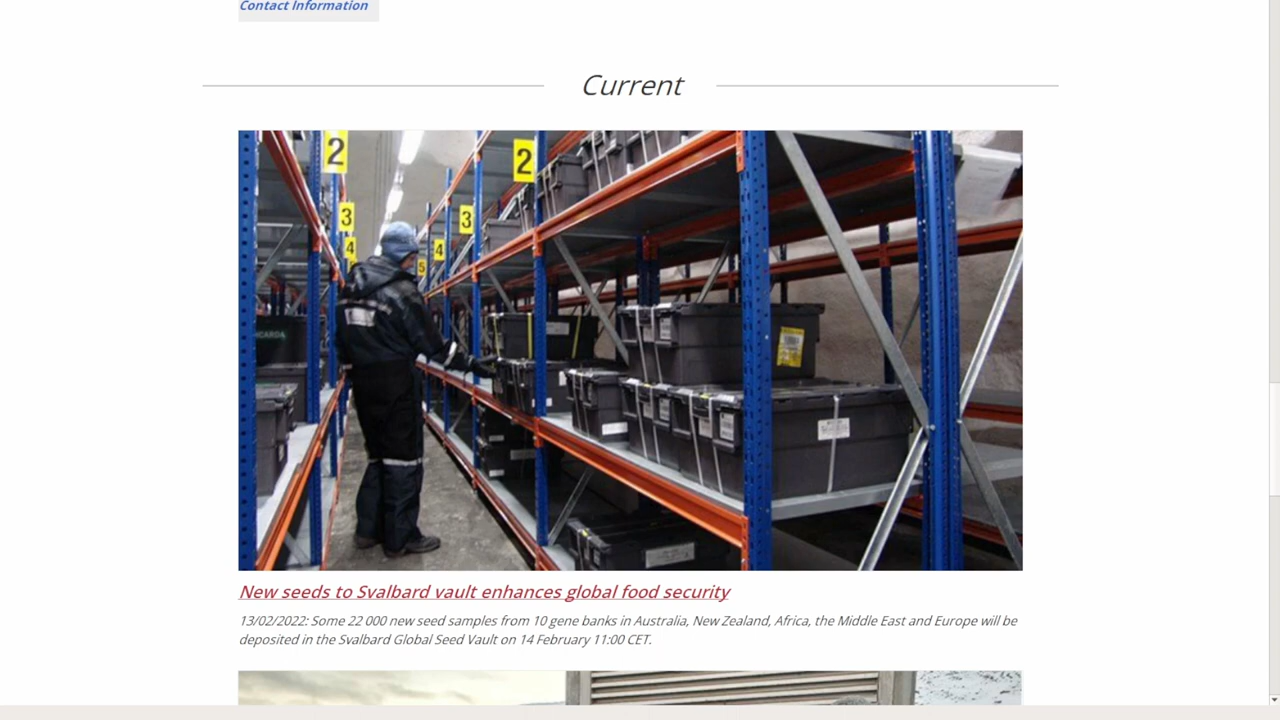 Contact Information
Current
2
2
3
3
4
4
5
New seeds to Svalbard vault enhances global food security
13/02/2022: Some 22 000 new seed samples from 10 gene banks in Australia, New Zealand, Africa, the Middle East and Europe will be
deposited in the Svalbard Global Seed Vault on 14 February 11:00 CET.